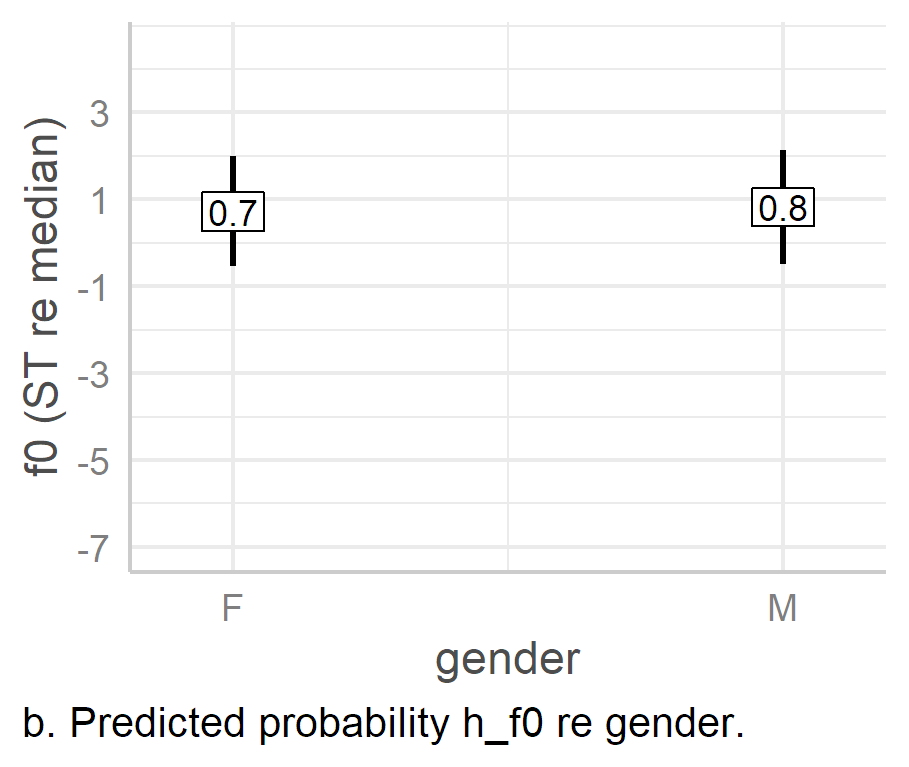 f0 (ST re median)
3
1
-1
-3
-5
-7
0.7
0.8
F
M
gender
b. Predicted probability h_f0 re gender.